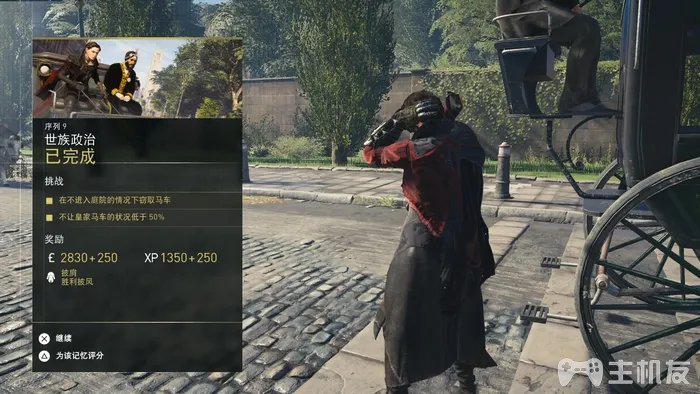 序列 9
世族政治
已完成
挑战
在不进入庭院的情况下窃取马车
不让皇家马车的状况低于 50%
奖励
£ 2830+250 XP 1350+250
披肩
胜利披风
继续
为该记忆评分
主机友